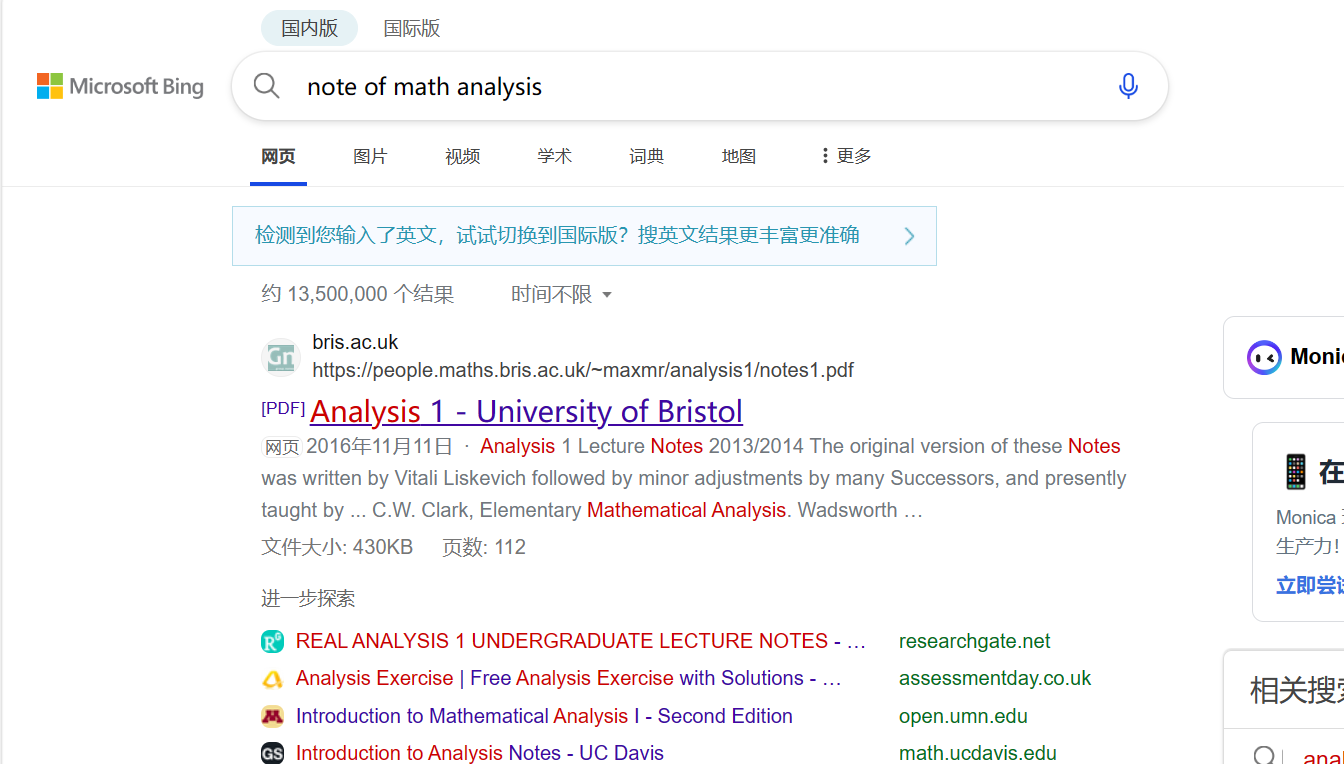 国内版 国际版
Microsoft Bing
note of math analysis
网页 图片 视频 学术 词典 地图 更多
检测到您输入了英文，试试切换到国际版？搜英文结果更丰富更准确
约 13,500,000 个结果 时间不限
Gn
bris.ac.uk
https://people.maths.bris.ac.uk/~maxmr/analysis1/notes1.pdf
[PDF] Analysis 1 - University of Bristol
网页 2016年11月11日 · Analysis 1 Lecture Notes 2013/2014 The original version of these Notes
was written by Vitali Liskevich followed by minor adjustments by many Successors, and presently
taught by ... C.W. Clark, Elementary Mathematical Analysis. Wadsworth …
文件大小: 430KB 页数: 112
进一步探索
REAL ANALYSIS 1 UNDERGRADUATE LECTURE NOTES - … researchgate.net
Analysis Exercise | Free Analysis Exercise with Solutions - … assessmentday.co.uk
Introduction to Mathematical Analysis I - Second Edition open.umn.edu
GS Introduction to Analysis Notes - UC Davis math.ucdavis.edu
Moni
在
Monica
生产力！
立即尝
相关搜
anal